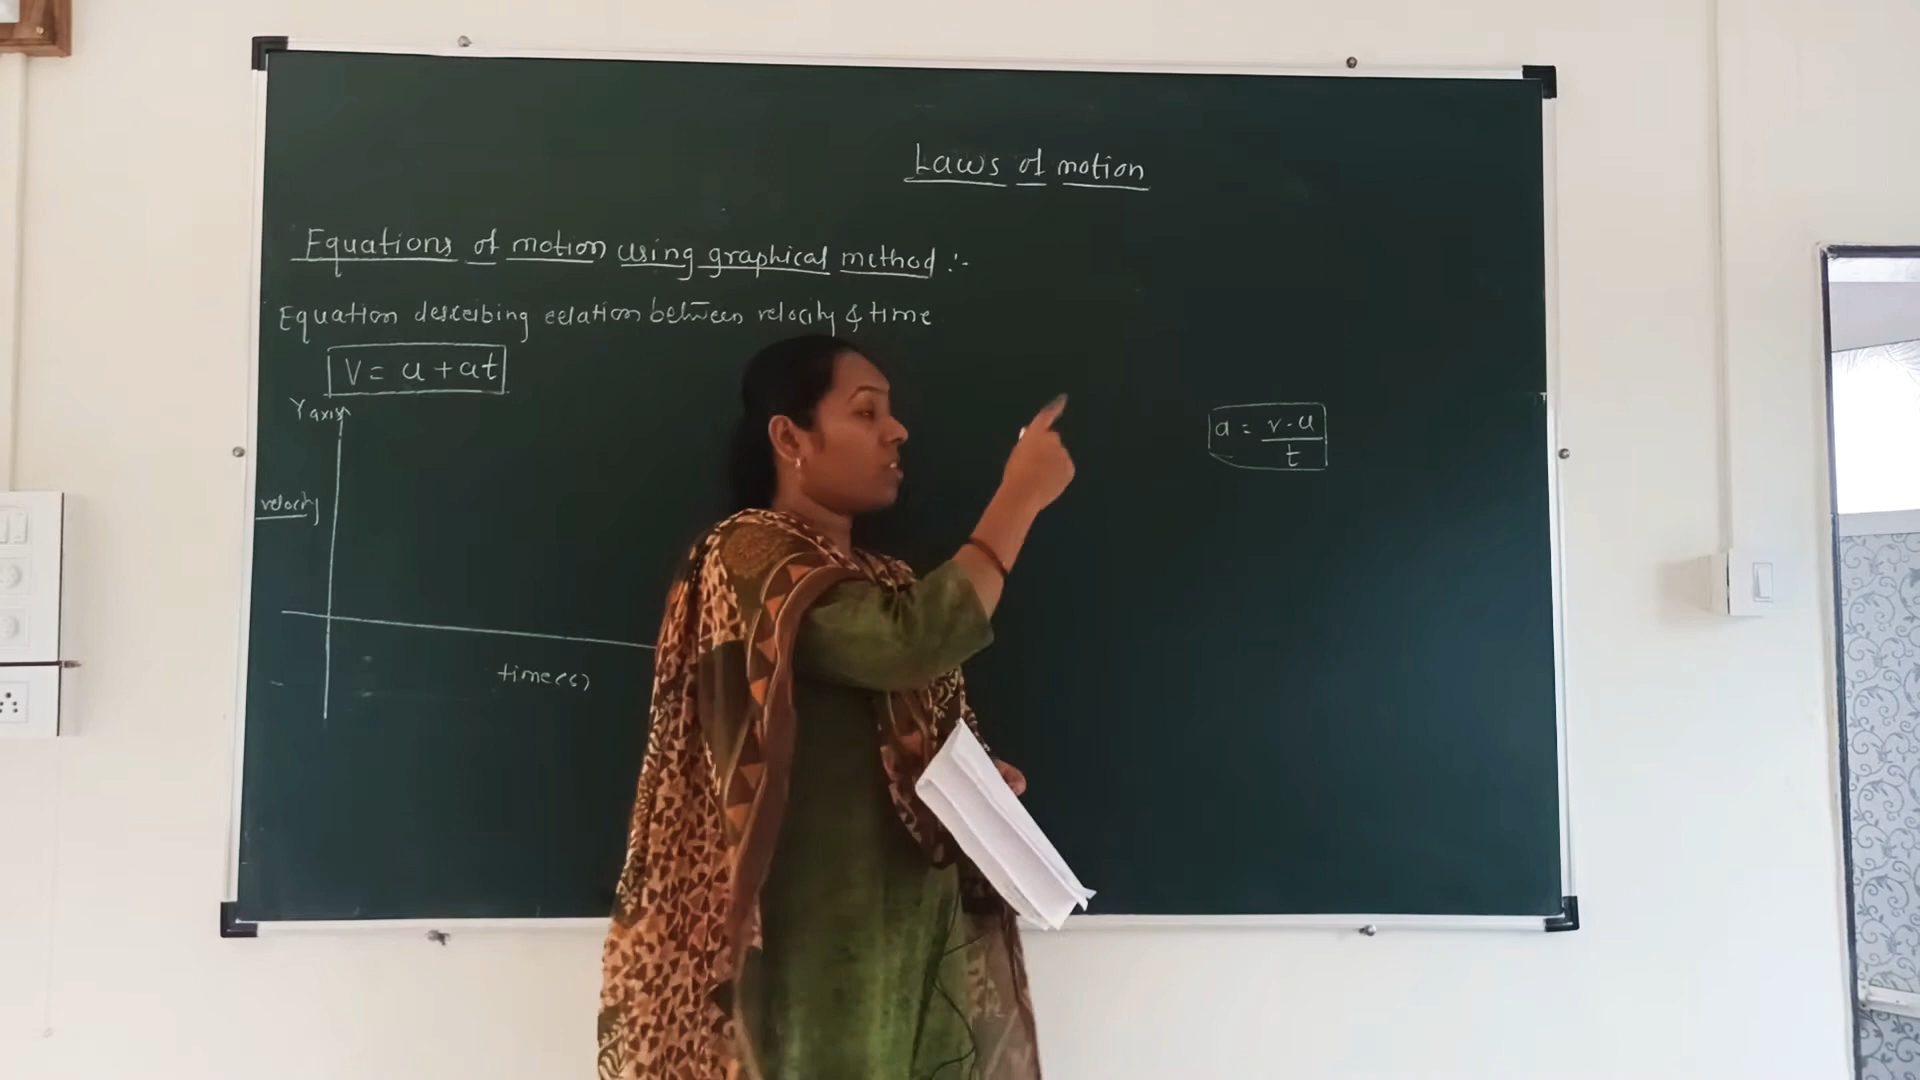 Laws of motion
Equations of motion using graphical method :-
Equation describing relation between velocity & time
V = u + at
Y axis
velocity
time(s)
a = v - u / t